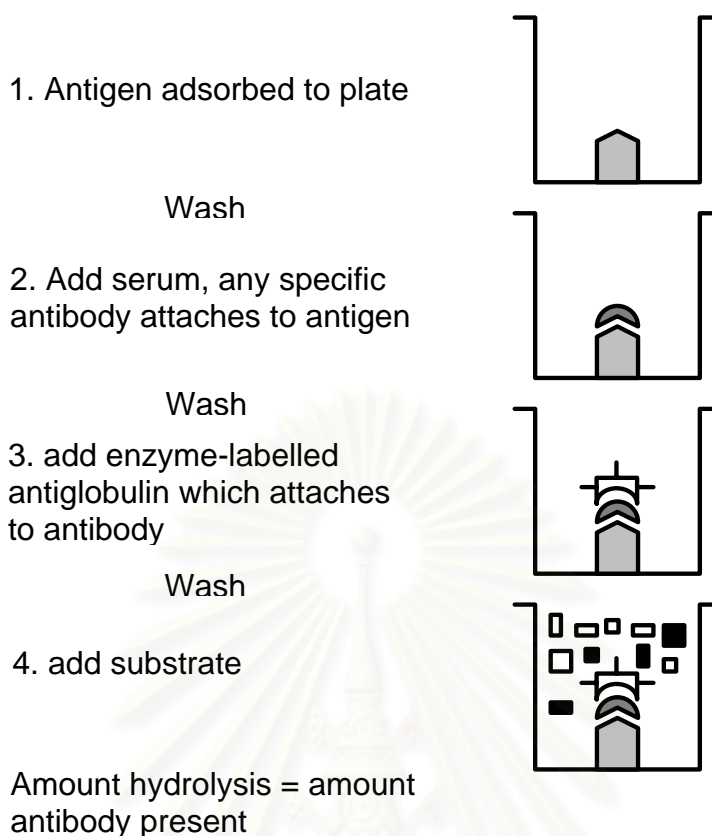 1. Antigen adsorbed to plate
Wash
2. Add serum, any specific
antibody attaches to antigen
Wash
3. add enzyme-labelled
antiglobulin which attaches
to antibody
Wash
4. add substrate
Amount hydrolysis = amount
antibody present